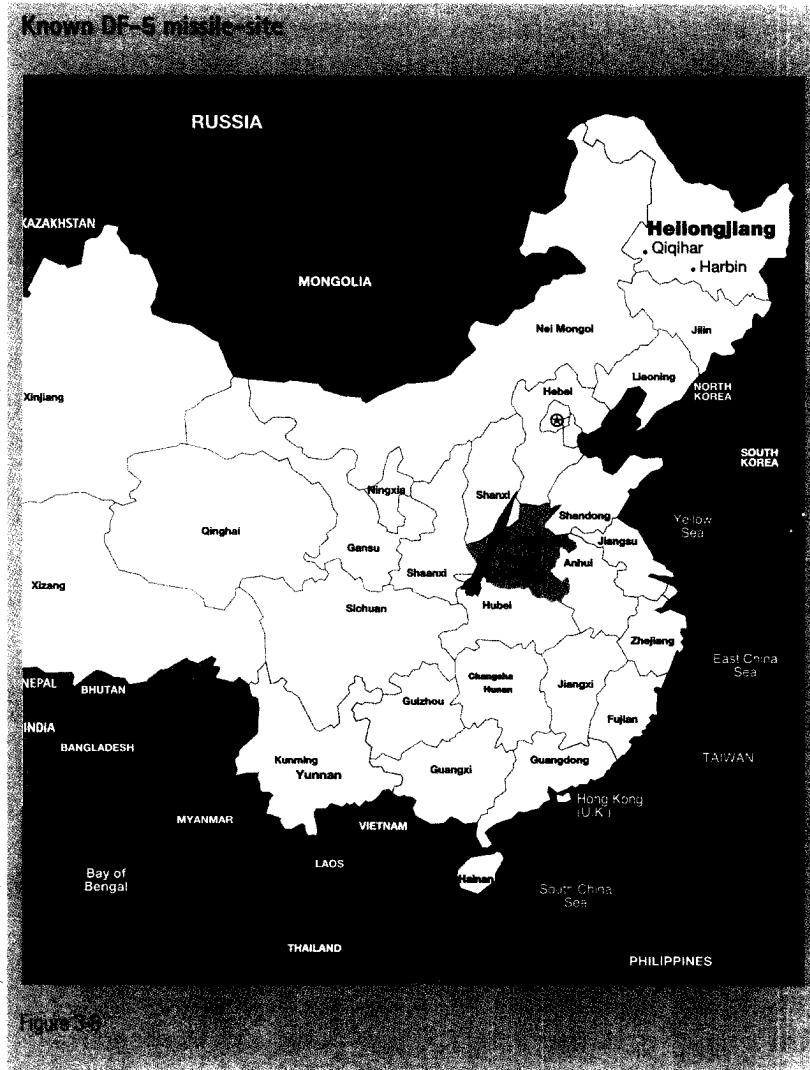 Known DF-5 missile-site
RUSSIA
KAZAKHSTAN
MONGOLIA
Heilongjiang
Qiqihar
Harbin
Nei Mongol
Jilin
Liaoning
NORTH
KOREA
Hebei
Xinjiang
SOUTH
KOREA
Ningxia
Shanxi
Shandong
Yellow
Sea
Qinghai
Gansu
Jiangsu
Anhui
Shaanxi
Xizang
Sichuan
Hubei
Zhejiang
East China
Sea
NEPAL
BHUTAN
Changsha
Hunan
Jiangxi
Guizhou
Fujian
INDIA
BANGLADESH
TAIWAN
Kunming
Yunnan
Guangxi
Guangdong
Hong Kong
(U.K.)
MYANMAR
VIETNAM
LAOS
Bay of
Bengal
Hainan
South China
Sea
THAILAND
PHILIPPINES